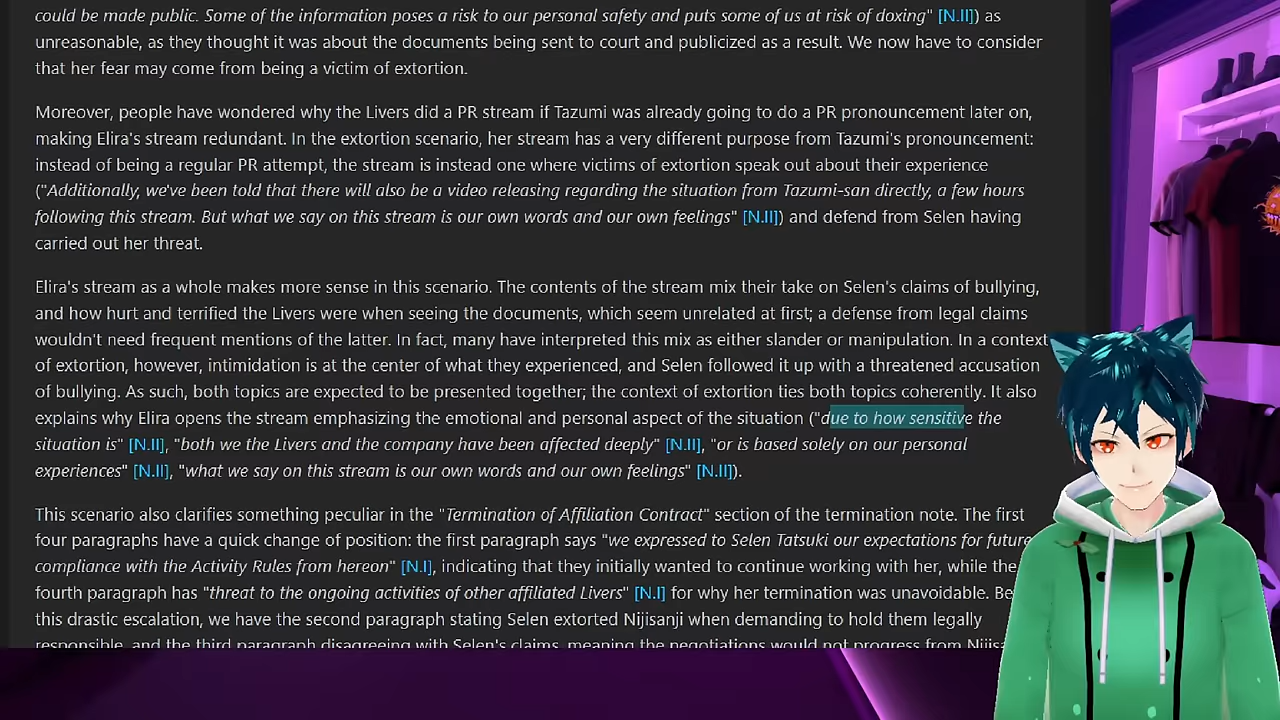 could be made public. Some of the information poses a risk to our personal safety and puts some of us at risk of doxing" [N.II]) as
unreasonable, as they thought it was about the documents being sent to court and publicized as a result. We now have to consider
that her fear may come from being a victim of extortion.
Moreover, people have wondered why the Livers did a PR stream if Tazumi was already going to do a PR pronouncement later on,
making Elira's stream redundant. In the extortion scenario, her stream has a very different purpose from Tazumi's pronouncement:
instead of being a regular PR attempt, the stream is instead one where victims of extortion speak out about their experience
("Additionally, we've been told that there will also be a video releasing regarding the situation from Tazumi-san directly, a few hours
following this stream. But what we say on this stream is our own words and our own feelings" [N.II]) and defend from Selen having
carried out her threat.
Elira's stream as a whole makes more sense in this scenario. The contents of the stream mix their take on Selen's claims of bullying,
and how hurt and terrified the Livers were when seeing the documents, which seem unrelated at first; a defense from legal claims
wouldn't need frequent mentions of the latter. In fact, many have interpreted this mix as either slander or manipulation. In a context
of extortion, however, intimidation is at the center of what they experienced, and Selen followed it up with a threatened accusation
of bullying. As such, both topics are expected to be presented together; the context of extortion ties both topics coherently. It also
explains why Elira opens the stream emphasizing the emotional and personal aspect of the situation ("due to how sensitive the
situation is" [N.II], "both we the Livers and the company have been affected deeply" [N.II], "or is based solely on our personal
experiences" [N.II], "what we say on this stream is our own words and our own feelings" [N.II]).
This scenario also clarifies something peculiar in the "Termination of Affiliation Contract" section of the termination note. The first
four paragraphs have a quick change of position: the first paragraph says "we expressed to Selen Tatsuki our expectations for future
compliance with the Activity Rules from hereon" [N.I], indicating that they initially wanted to continue working with her, while the
fourth paragraph has "threat to the ongoing activities of other affiliated Livers" [N.I] for why her termination was unavoidable. Be
this drastic escalation, we have the second paragraph stating Selen extorted Nijisanji when demanding to hold them legally
responsible, and the third paragraph disagreeing with Selen's claims, meaning the negotiations would not progress from Nijisa